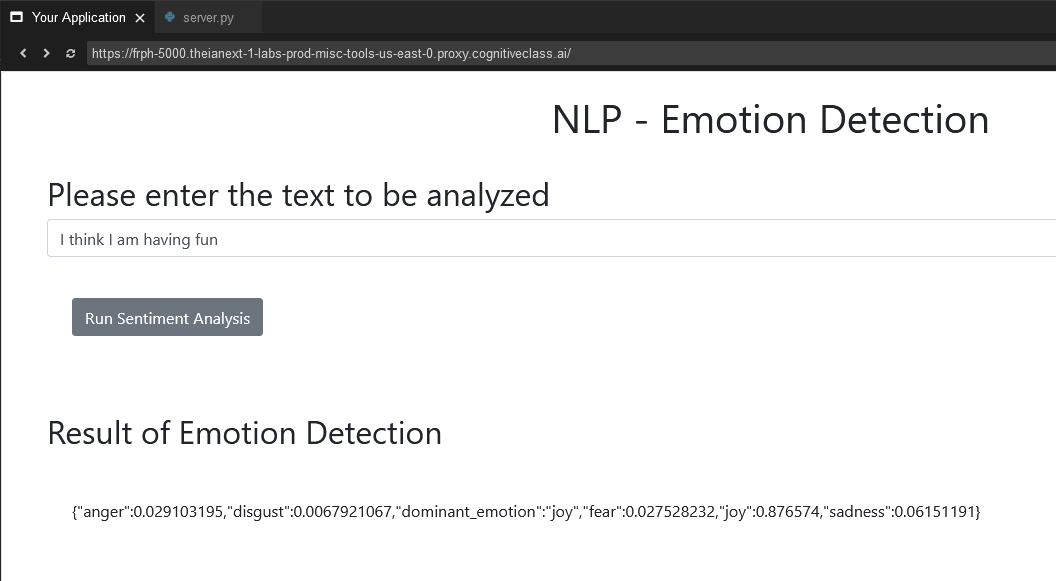 Your Application
server.py
https://frph-5000.theianext-1-labs-prod-misc-tools-us-east-0.proxy.cognitiveclass.ai/
NLP - Emotion Detection
Please enter the text to be analyzed
I think I am having fun
Run Sentiment Analysis
Result of Emotion Detection
{"anger":0.029103195,"disgust":0.0067921067,"dominant_emotion":"joy","fear":0.027528232,"joy":0.876574,"sadness":0.06151191}